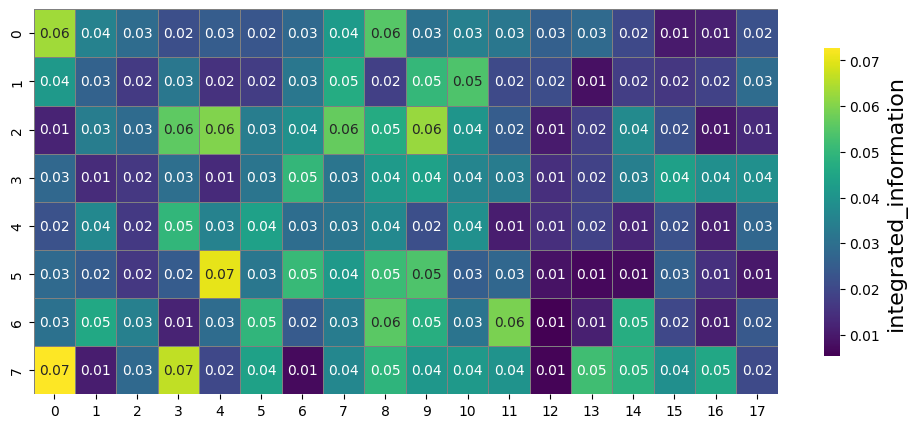 0 0.06 0.04 0.03 0.02 0.03 0.02 0.03 0.04 0.06 0.03 0.03 0.03 0.03 0.03 0.02 0.01 0.01 0.02
1 0.04 0.03 0.02 0.03 0.02 0.02 0.03 0.05 0.02 0.05 0.05 0.02 0.02 0.01 0.02 0.02 0.02 0.03
2 0.01 0.03 0.03 0.06 0.06 0.03 0.04 0.06 0.05 0.06 0.04 0.02 0.01 0.02 0.04 0.02 0.01 0.01
3 0.03 0.01 0.02 0.03 0.01 0.03 0.05 0.03 0.04 0.04 0.04 0.03 0.01 0.02 0.03 0.04 0.04 0.04
4 0.02 0.04 0.02 0.05 0.03 0.04 0.03 0.03 0.04 0.02 0.04 0.01 0.01 0.02 0.01 0.02 0.01 0.03
5 0.03 0.02 0.02 0.02 0.07 0.03 0.05 0.04 0.05 0.05 0.03 0.03 0.01 0.01 0.01 0.03 0.01 0.01
6 0.03 0.05 0.03 0.01 0.03 0.05 0.02 0.03 0.06 0.05 0.03 0.06 0.01 0.01 0.05 0.02 0.01 0.02
7 0.07 0.01 0.03 0.07 0.02 0.04 0.01 0.04 0.05 0.04 0.04 0.04 0.01 0.05 0.05 0.04 0.05 0.02
0 1 2 3 4 5 6 7 8 9 10 11 12 13 14 15 16 17
0.07
0.06
0.05
0.04
0.03
0.02
0.01
integrated_information